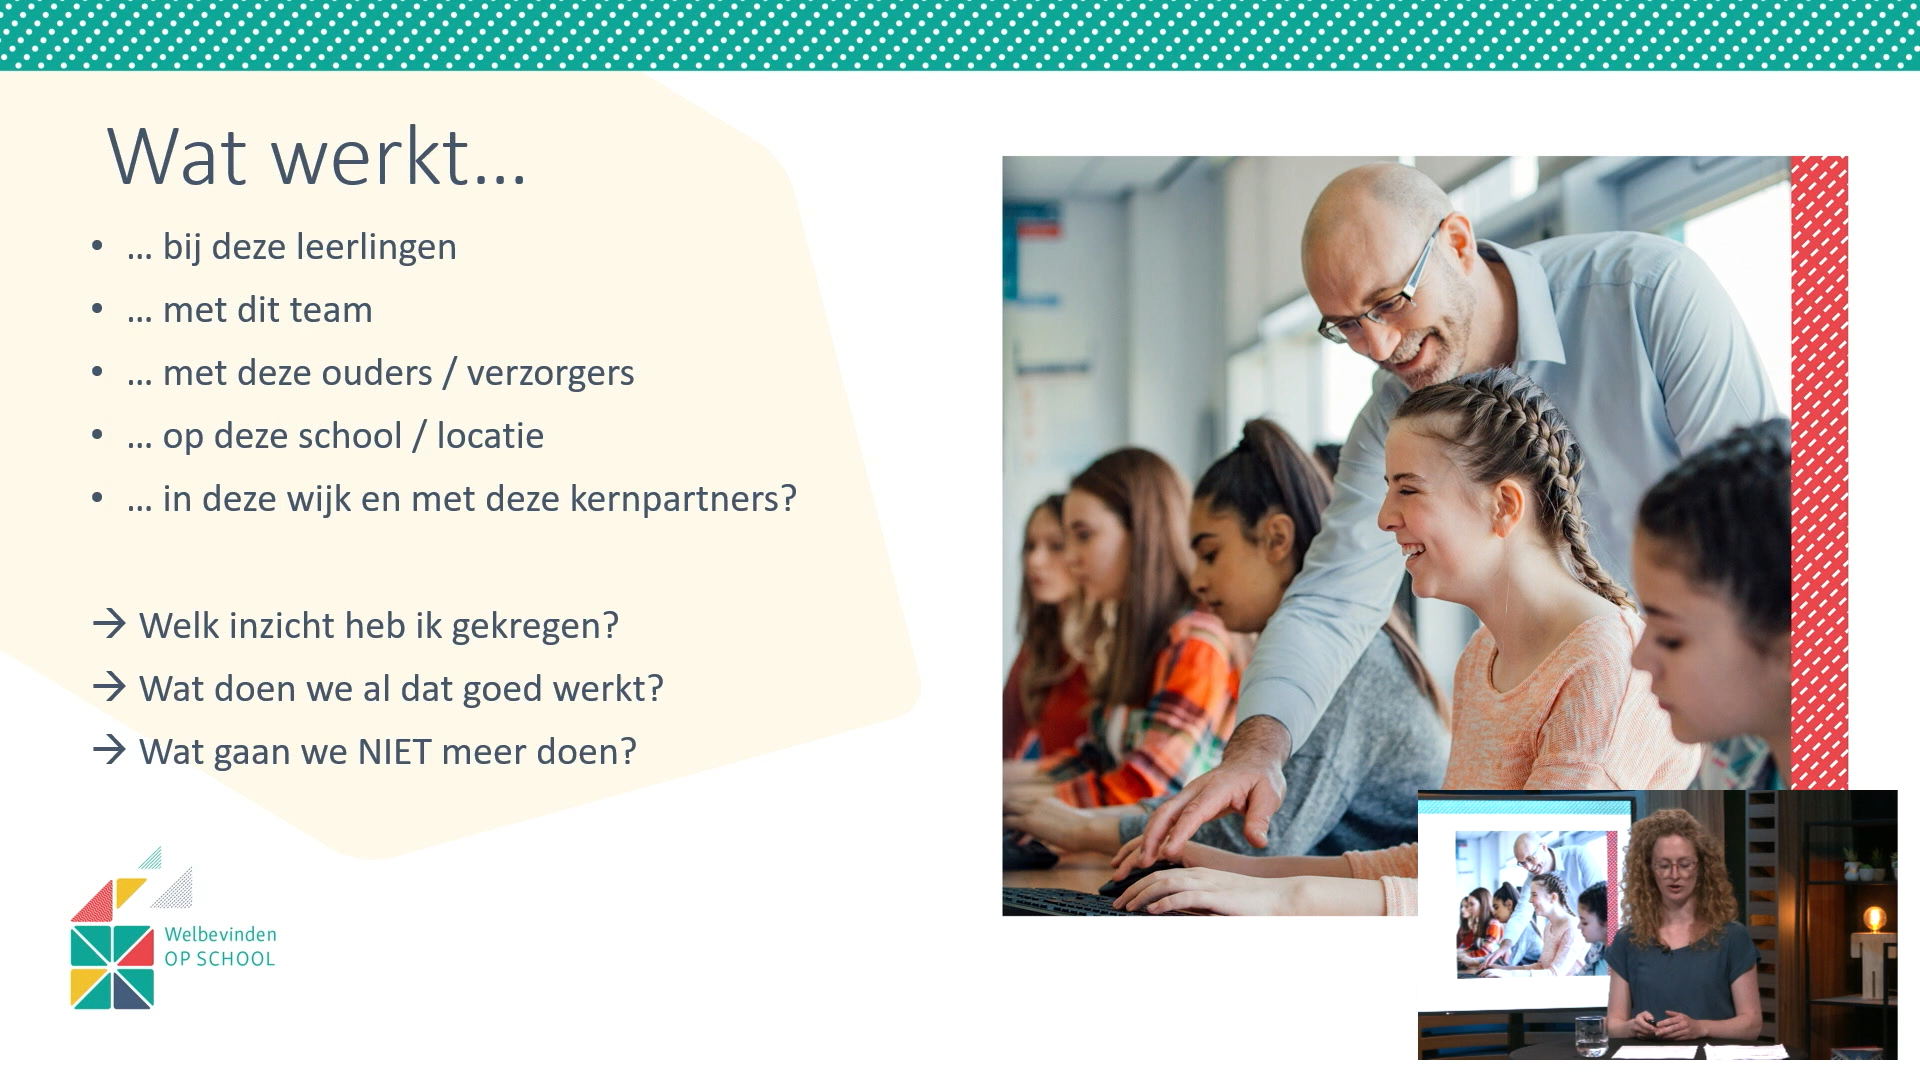 Wat werkt...
• ... bij deze leerlingen
• ... met dit team
• ... met deze ouders / verzorgers
• ... op deze school / locatie
• ... in deze wijk en met deze kernpartners?
→ Welk inzicht heb ik gekregen?
→ Wat doen we al dat goed werkt?
→ Wat gaan we NIET meer doen?
Welbevinden
OP SCHOOL